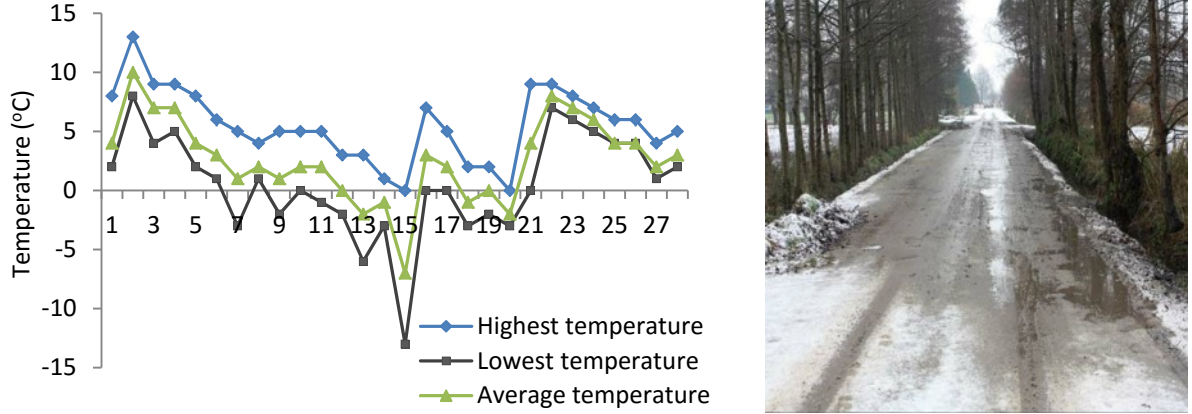 15
10
5
0
-5
-10
-15
Temperature (ºC)
1 3 5 7 9 11 13 15 17 19 21 23 25 27
Highest temperature
Lowest temperature
Average temperature